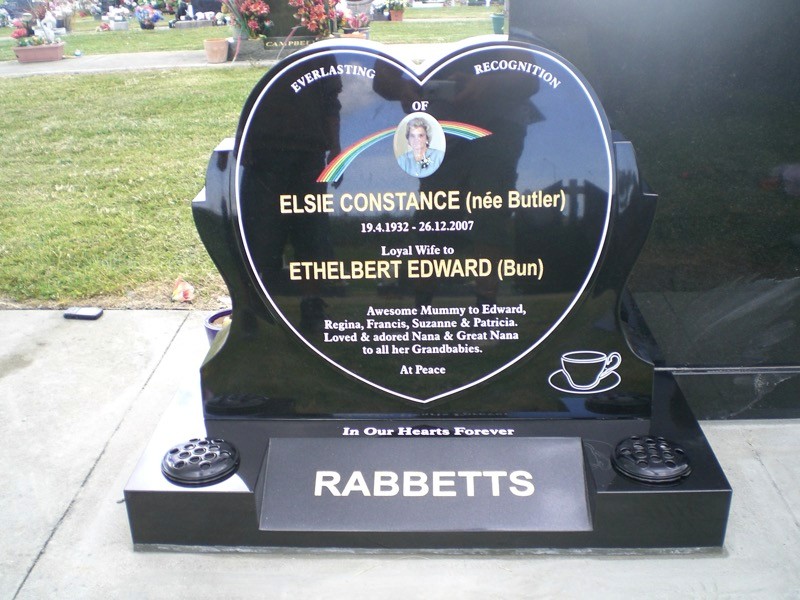 CAMPBEL
EVERLASTING RECOGNITION
OF
ELSIE CONSTANCE (née Butler)
19.4.1932 - 26.12.2007
Loyal Wife to
ETHELBERT EDWARD (Bun)
Awesome Mummy to Edward,
Regina, Francis, Suzanne & Patricia.
Loved & adored Nana & Great Nana
to all her Grandbabies.
At Peace
In Our Hearts Forever
RABBETTS